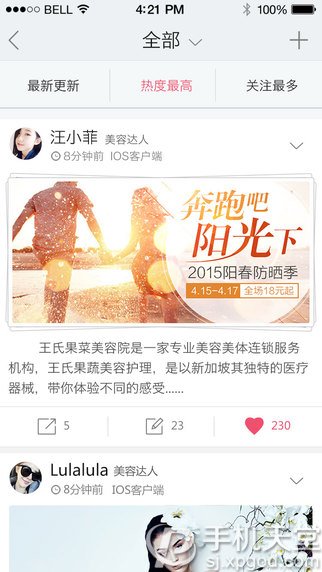 BELL 4:21 PM
全部
最新更新 热度最高 关注最多
汪小菲 美容达人
8分钟前 IOS客户端
奔跑吧
阳光下
2015阳春防晒季
4.15—4.17 全场18元起
王氏果菜美容院是一家专业美容美体连锁服务
机构，王氏果蔬美容护理，是以新加坡其独特的医疗
器械，带你体验不同的感受......
5 23 230
Lulalula 美容达人
8分钟前 IOS客户端
手机天堂
sj.xpgod.com